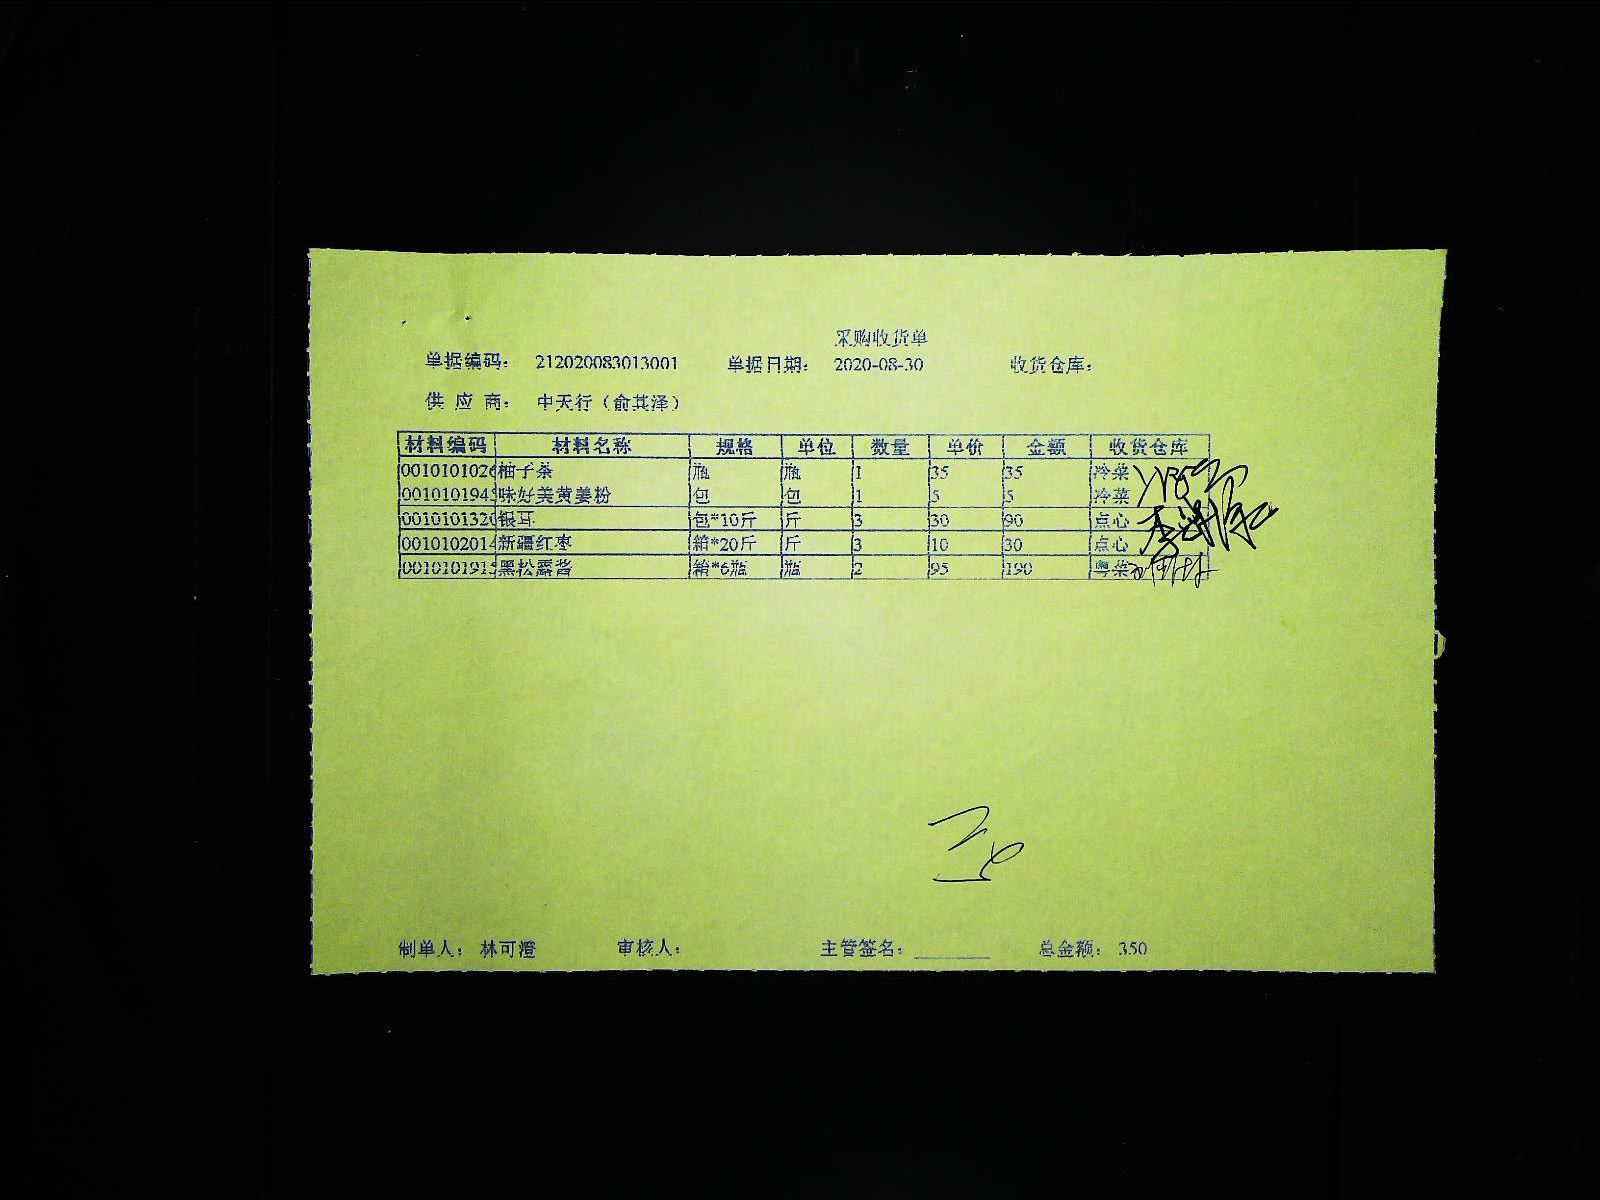 采购收货单
单据编码： 212020083013001 单据日期： 2020-08-30 收货仓库：
供 应 商： 中天行（俞其泽）
材料编码 材料名称 规格 单位 数量 单价 金额 收货仓库
0010101026 柚子茶 瓶 瓶 1 35 35 冷菜
001010194 味好美黄姜粉 包 包 1 5 5 冷菜
001010132 银耳 包*10斤 斤 3 30 90 点心
001010201 新疆红枣 箱*20斤 斤 3 10 30 点心
001010191 黑松露酱 箱*6瓶 瓶 2 95 190 粤菜
制单人： 林可澄 审核人： 主管签名： 总金额： 350